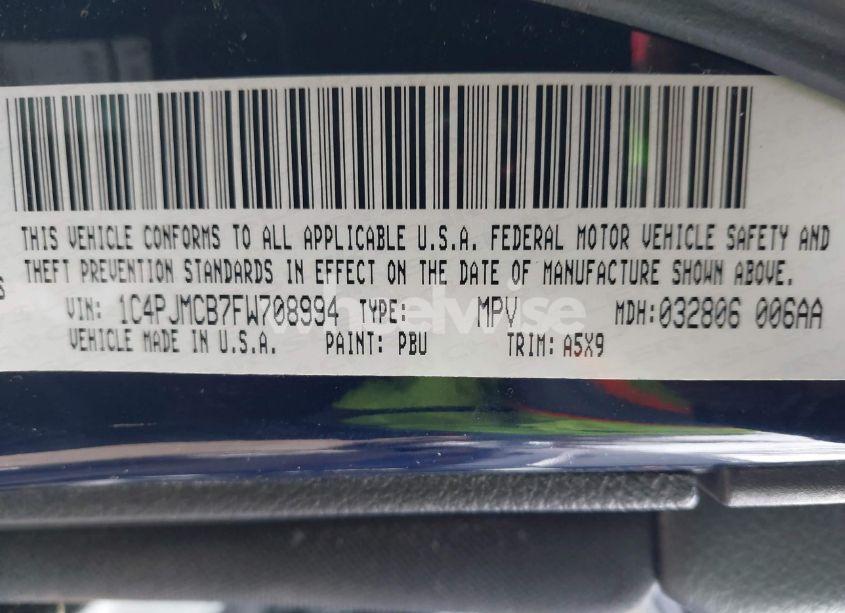 THIS VEHICLE CONFORMS TO ALL APPLICABLE U.S.A. FEDERAL MOTOR VEHICLE SAFETY AND
THEFT PREVENTION STANDARDS IN EFFECT ON THE DATE OF MANUFACTURE SHOWN ABOVE.
VIN: 1C4PJMCB7FW708994 TYPE: MPV MDH: 032806 006AA
VEHICLE MADE IN U.S.A. PAINT: PBU TRIM: A5X9
wheelwise